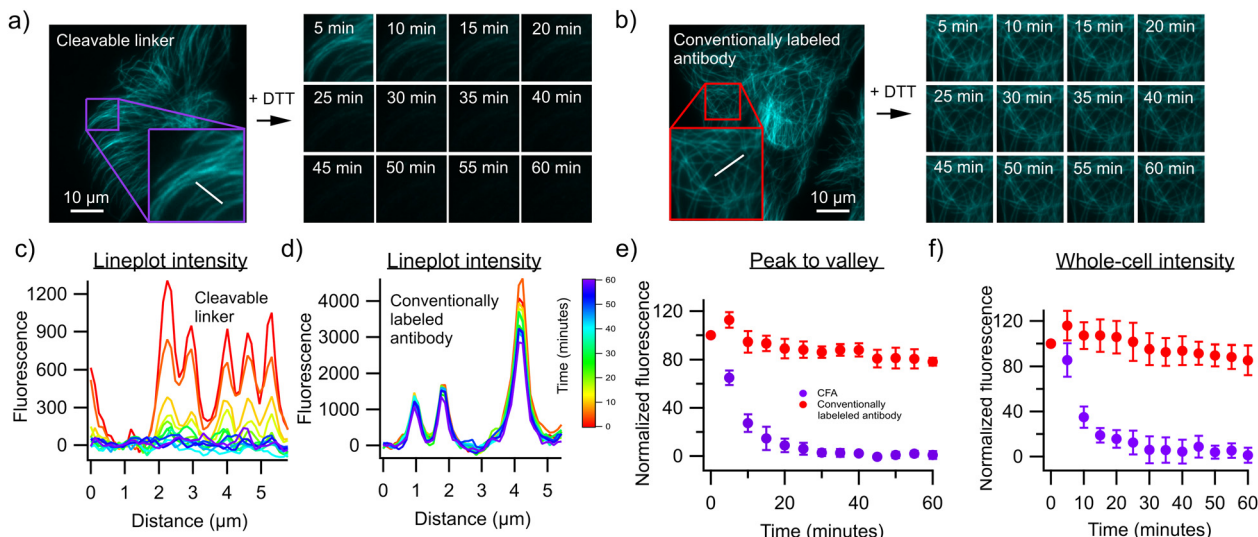 a)
Cleavable linker
10 µm
+ DTT
5 min 10 min 15 min 20 min
25 min 30 min 35 min 40 min
45 min 50 min 55 min 60 min
b)
Conventionally labeled
antibody
10 µm
+ DTT
5 min 10 min 15 min 20 min
25 min 30 min 35 min 40 min
45 min 50 min 55 min 60 min
c)
Lineplot intensity
Cleavable
linker
Fluorescence
1200
900
600
300
0
0 1 2 3 4 5
Distance (µm)
d)
Lineplot intensity
Conventionally
labeled
antibody
Fluorescence
4000
3000
2000
1000
0
0 1 2 3 4 5
Distance (µm)
Time (minutes)
60
50
40
30
20
10
0
e)
Peak to valley
Normalized fluorescence
120
80
40
0
CFA
Conventionally
labeleled antibody
0 20 40 60
Time (minutes)
f)
Whole-cell intensity
Normalized fluorescence
120
80
40
0
0 10 20 30 40 50 60
Time (minutes)